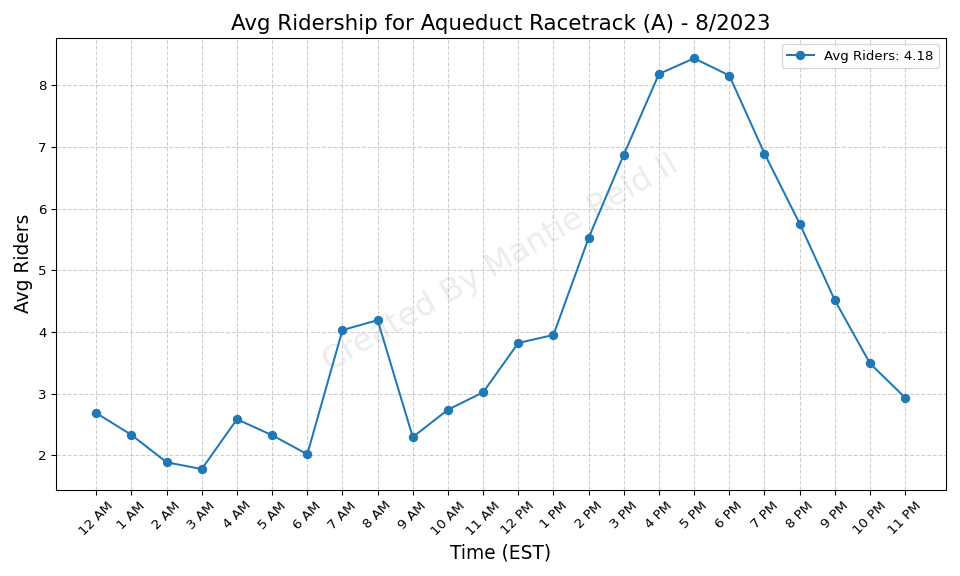 Avg Ridership for Aqueduct Racetrack (A) - 8/2023
Avg Riders: 4.18
Avg Riders
8
7
6
5
4
3
2
Created By Mantie Reid II
12 AM
1 AM
2 AM
3 AM
4 AM
5 AM
6 AM
7 AM
8 AM
9 AM
10 AM
11 AM
12 PM
1 PM
2 PM
3 PM
4 PM
5 PM
6 PM
7 PM
8 PM
9 PM
10 PM
11 PM
Time (EST)